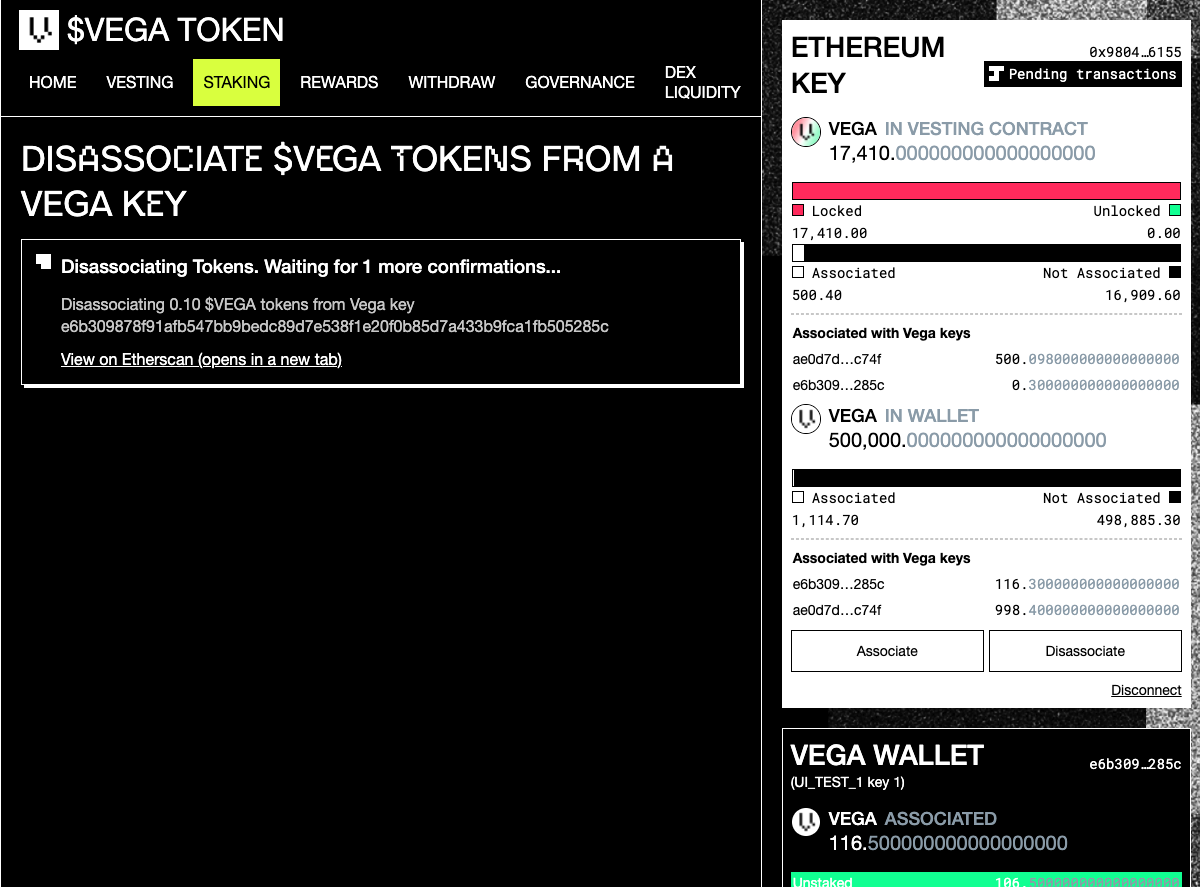 $VEGA TOKEN
HOME VESTING STAKING REWARDS WITHDRAW GOVERNANCE DEX LIQUIDITY
DISASSOCIATE $VEGA TOKENS FROM A
VEGA KEY
Disassociating Tokens. Waiting for 1 more confirmations...
Disassociating 0.10 $VEGA tokens from Vega key
e6b309878f91afb547bb9bedc89d7e538f1e20f0b85d7a433b9fca1fb505285c
View on Etherscan (opens in a new tab)
ETHEREUM
KEY
0x9804…6155
Pending transactions
VEGA IN VESTING CONTRACT
17,410.000000000000000000
Locked Unlocked
17,410.00 0.00
Associated Not Associated
500.40 16,909.60
Associated with Vega keys
ae0d7d…c74f 500.098000000000000000
e6b309…285c 0.300000000000000000
VEGA IN WALLET
500,000.000000000000000000
Associated Not Associated
1,114.70 498,885.30
Associated with Vega keys
e6b309…285c 116.300000000000000000
ae0d7d…c74f 998.400000000000000000
Associate Disassociate
Disconnect
VEGA WALLET
e6b309…285c
(UI_TEST_1 key 1)
VEGA ASSOCIATED
116.500000000000000000
Unstaked 106.500000000000000000